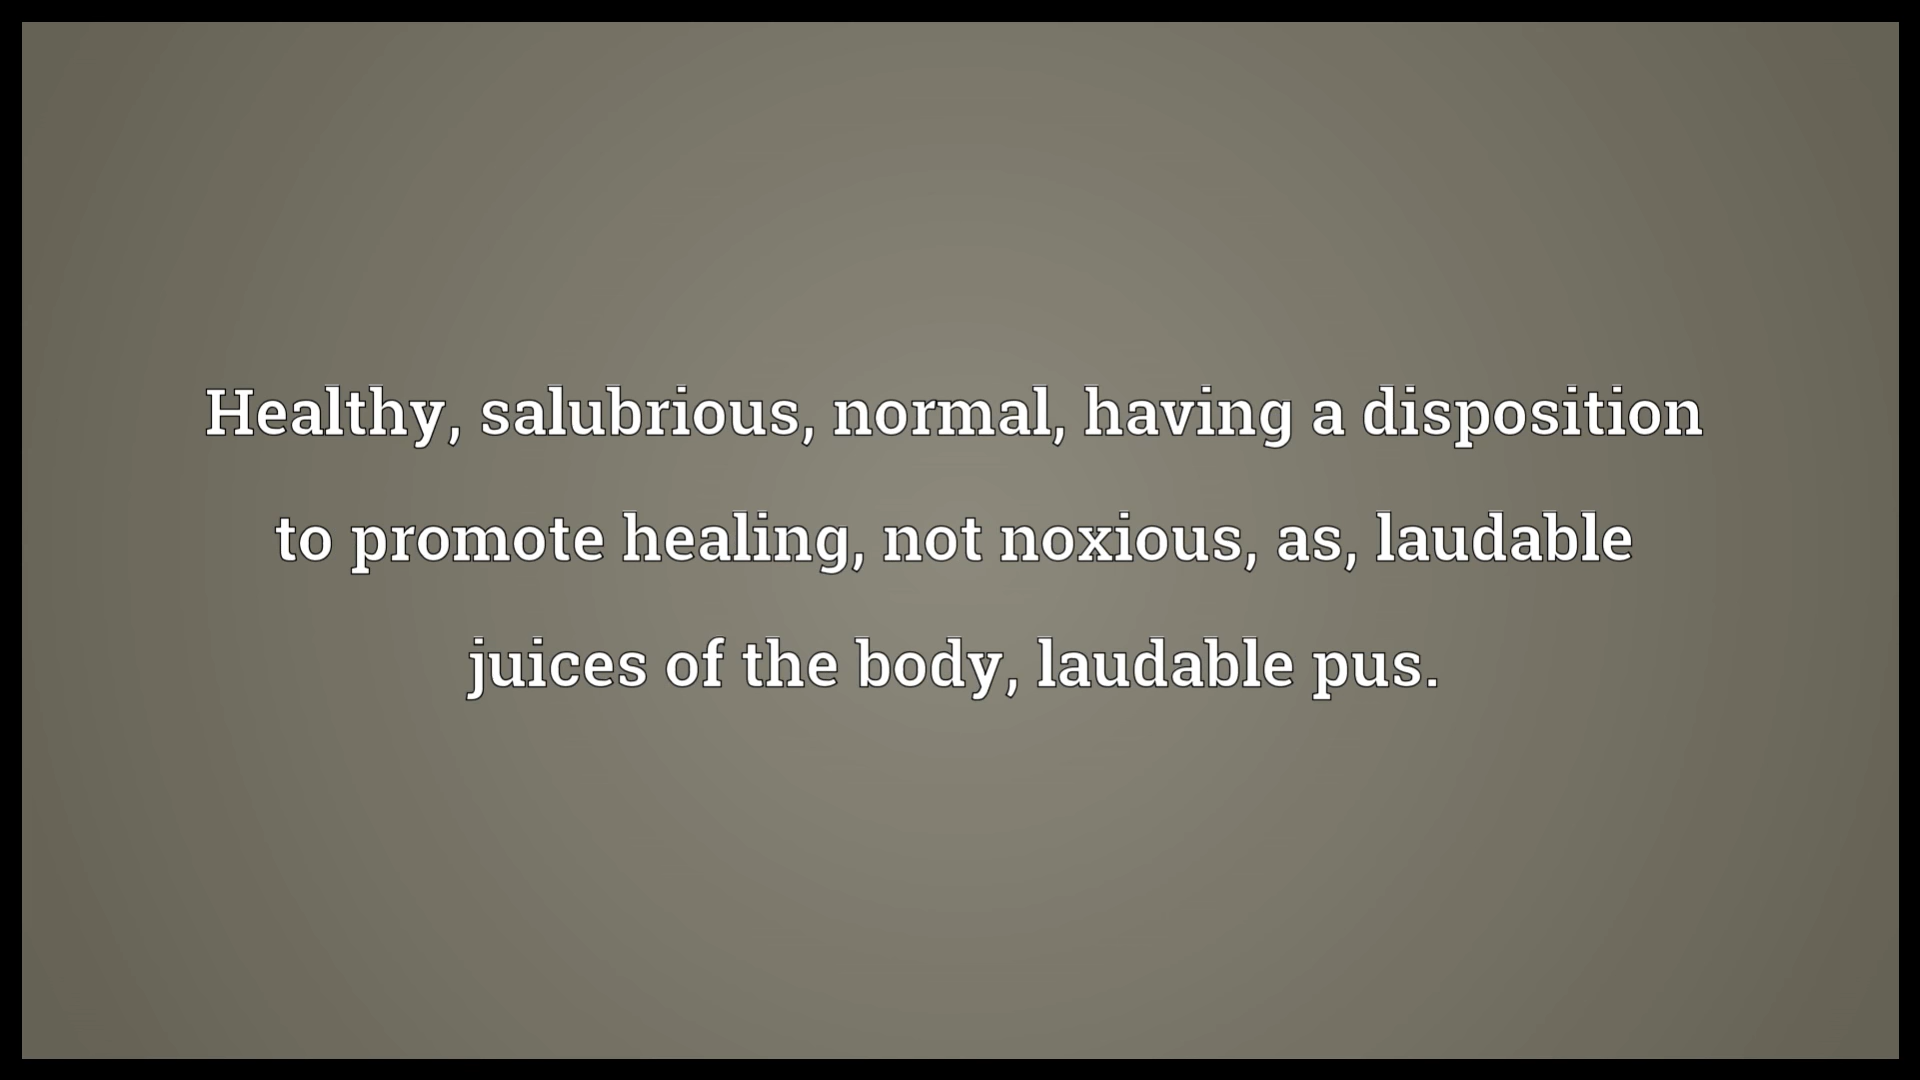 Healthy, salubrious, normal, having a disposition
to promote healing, not noxious, as, laudable
juices of the body, laudable pus.